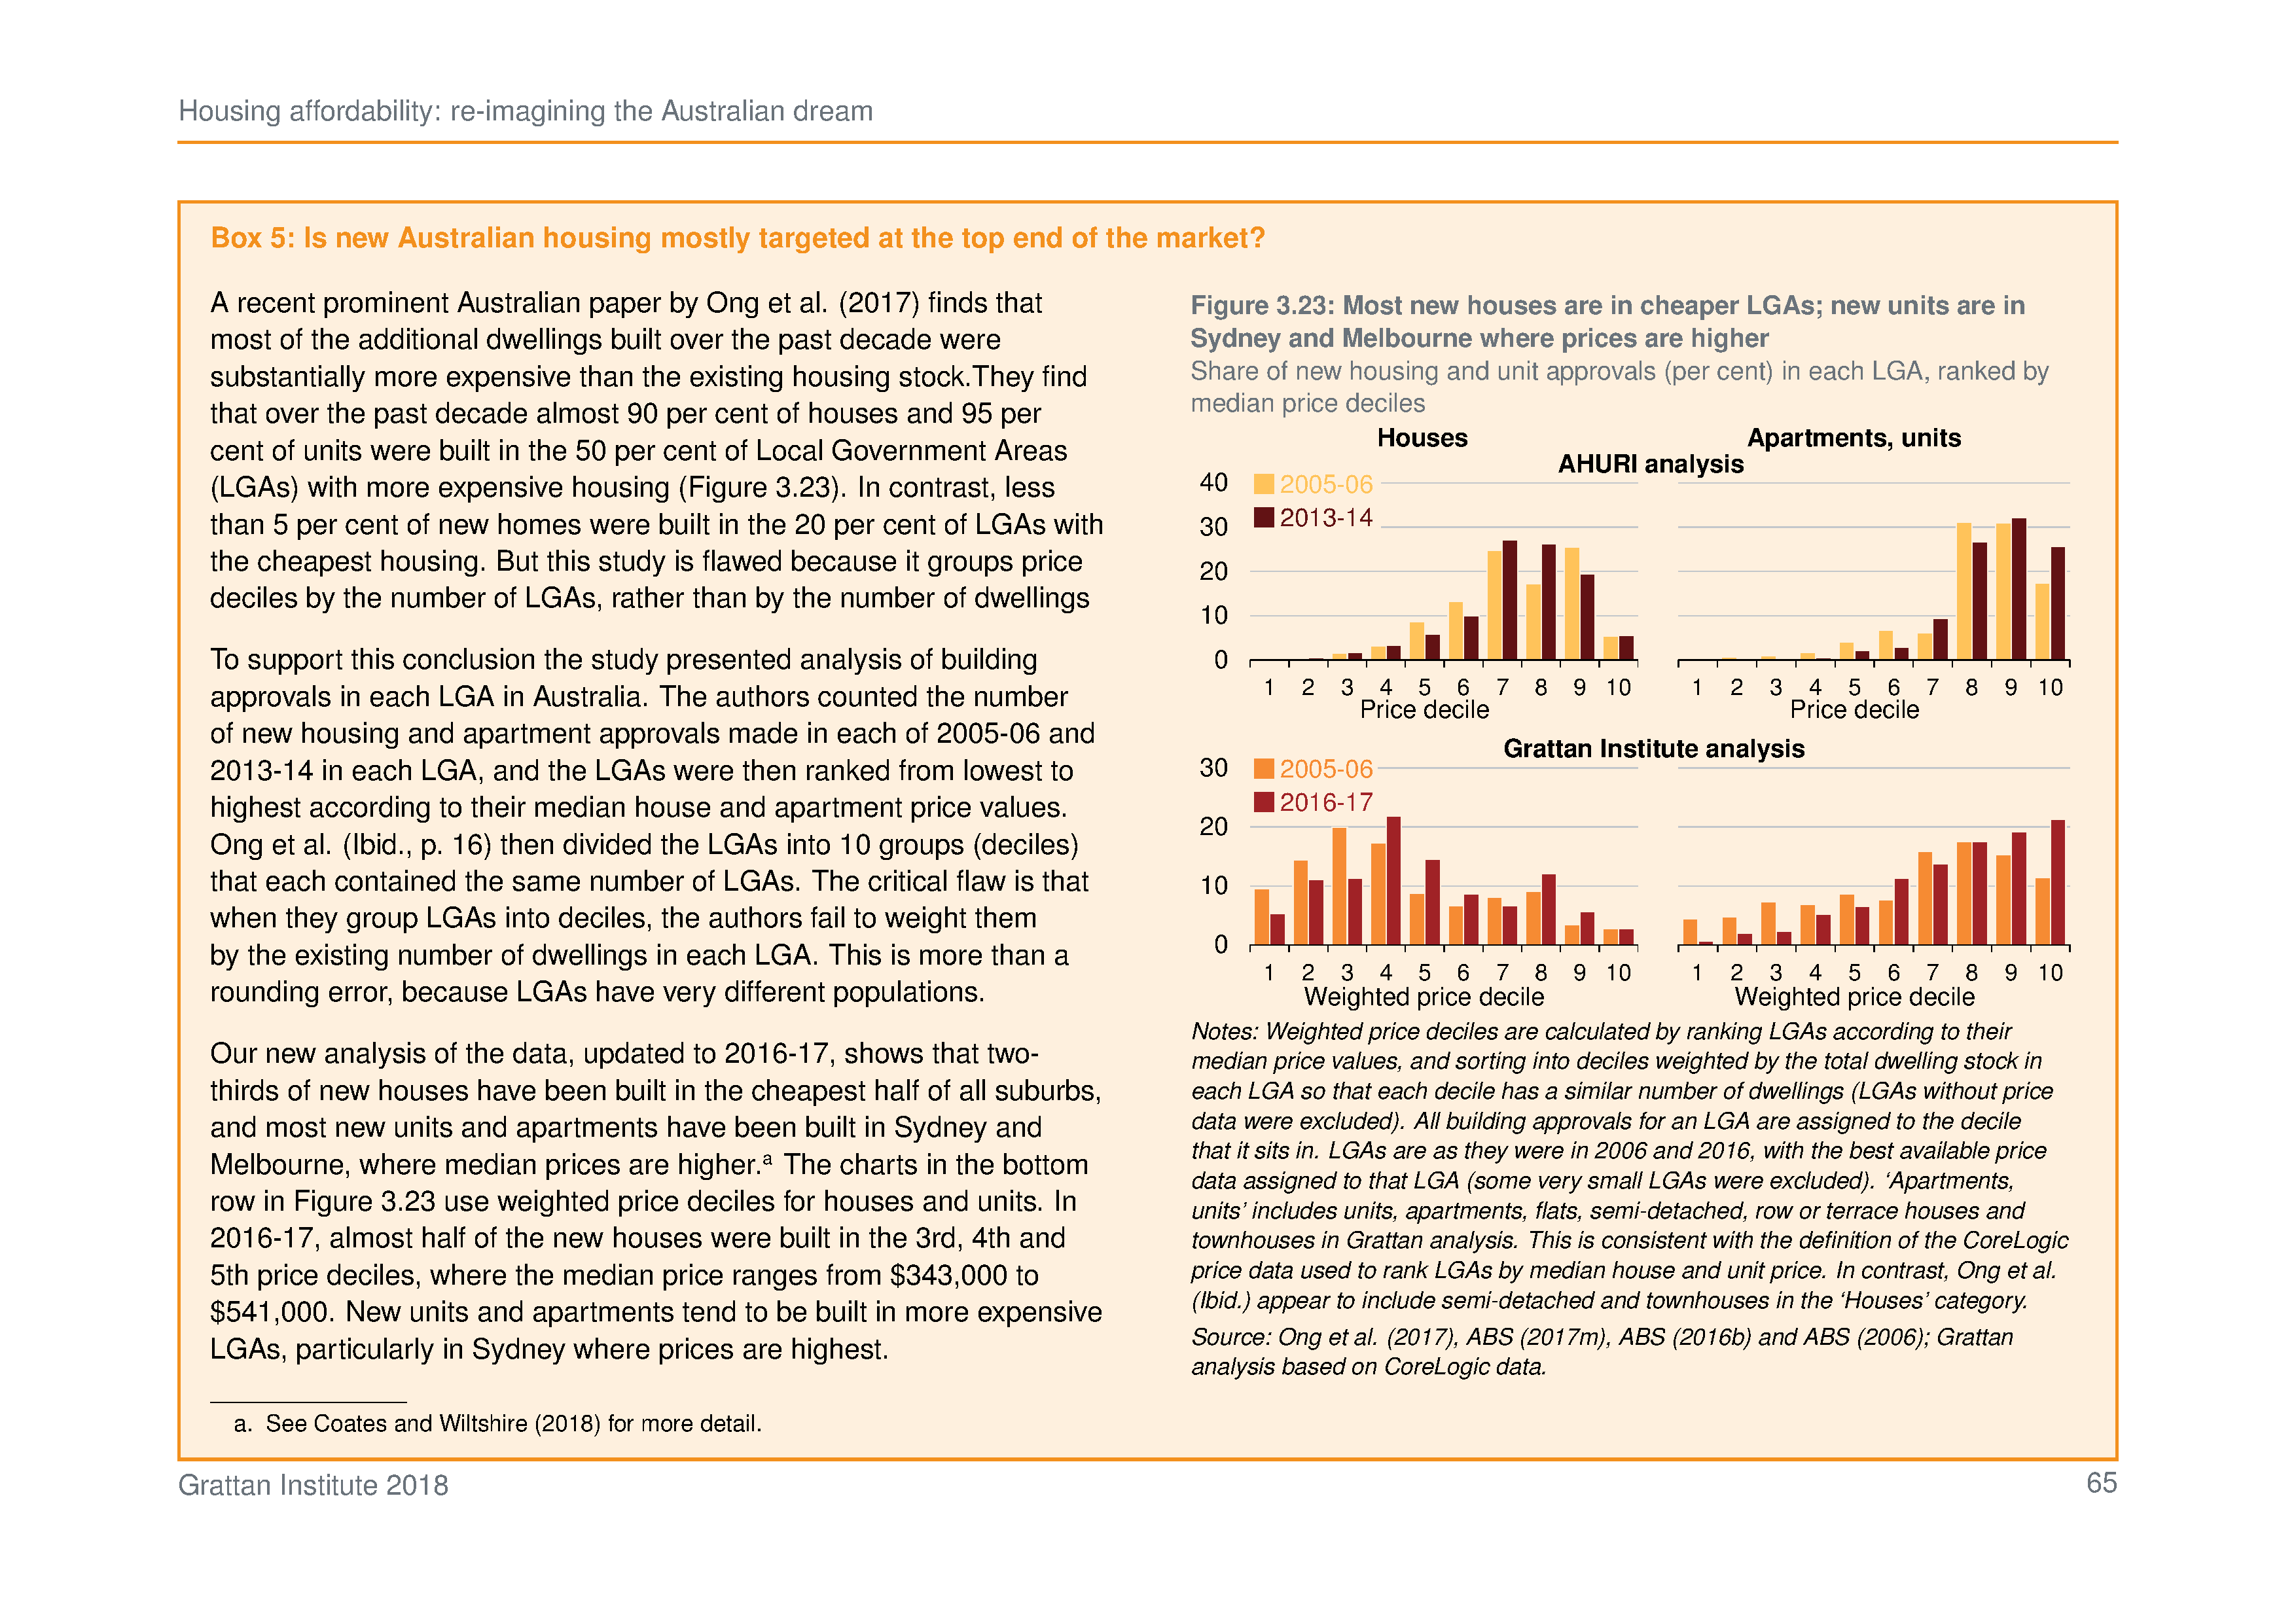 Housing affordability: re-imagining the Australian dream
Box 5: Is new Australian housing mostly targeted at the top end of the market?
A recent prominent Australian paper by Ong et al. (2017) finds that
most of the additional dwellings built over the past decade were
substantially more expensive than the existing housing stock.They find
that over the past decade almost 90 per cent of houses and 95 per
cent of units were built in the 50 per cent of Local Government Areas
(LGAs) with more expensive housing (Figure 3.23). In contrast, less
than 5 per cent of new homes were built in the 20 per cent of LGAs with
the cheapest housing. But this study is flawed because it groups price
deciles by the number of LGAs, rather than by the number of dwellings
To support this conclusion the study presented analysis of building
approvals in each LGA in Australia. The authors counted the number
of new housing and apartment approvals made in each of 2005-06 and
2013-14 in each LGA, and the LGAs were then ranked from lowest to
highest according to their median house and apartment price values.
Ong et al. (Ibid., p. 16) then divided the LGAs into 10 groups (deciles)
that each contained the same number of LGAs. The critical flaw is that
when they group LGAs into deciles, the authors fail to weight them
by the existing number of dwellings in each LGA. This is more than a
rounding error, because LGAs have very different populations.
Our new analysis of the data, updated to 2016-17, shows that two-
thirds of new houses have been built in the cheapest half of all suburbs,
and most new units and apartments have been built in Sydney and
Melbourne, where median prices are higher.a The charts in the bottom
row in Figure 3.23 use weighted price deciles for houses and units. In
2016-17, almost half of the new houses were built in the 3rd, 4th and
5th price deciles, where the median price ranges from $343,000 to
$541,000. New units and apartments tend to be built in more expensive
LGAs, particularly in Sydney where prices are highest.
a. See Coates and Wiltshire (2018) for more detail.
Figure 3.23: Most new houses are in cheaper LGAs; new units are in
Sydney and Melbourne where prices are higher
Share of new housing and unit approvals (per cent) in each LGA, ranked by
median price deciles
Houses Apartments, units
AHURI analysis
40 2005-06
30 2013-14
20
10
0
1 2 3 4 5 6 7 8 9 10 1 2 3 4 5 6 7 8 9 10
Price decile Price decile
Grattan Institute analysis
30 2005-06
2016-17
20
10
0
1 2 3 4 5 6 7 8 9 10 1 2 3 4 5 6 7 8 9 10
Weighted price decile Weighted price decile
Notes: Weighted price deciles are calculated by ranking LGAs according to their
median price values, and sorting into deciles weighted by the total dwelling stock in
each LGA so that each decile has a similar number of dwellings (LGAs without price
data were excluded). All building approvals for an LGA are assigned to the decile
that it sits in. LGAs are as they were in 2006 and 2016, with the best available price
data assigned to that LGA (some very small LGAs were excluded). ‘Apartments,
units’ includes units, apartments, flats, semi-detached, row or terrace houses and
townhouses in Grattan analysis. This is consistent with the definition of the CoreLogic
price data used to rank LGAs by median house and unit price. In contrast, Ong et al.
(Ibid.) appear to include semi-detached and townhouses in the ‘Houses’ category.
Source: Ong et al. (2017), ABS (2017m), ABS (2016b) and ABS (2006); Grattan
analysis based on CoreLogic data.
Grattan Institute 2018
65